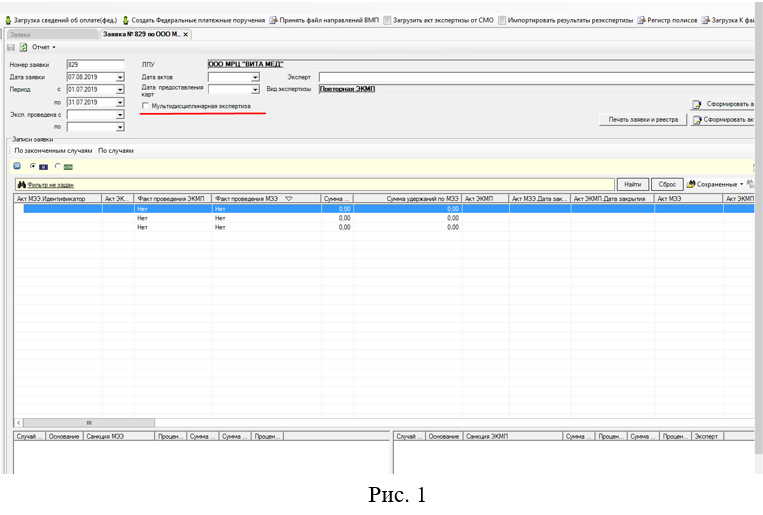 Загрузка сведений об оплате(фед.) Создать Федеральные платежные поручения Принять файл направлений ВМП Загрузить акт экспертизы от СМО Импортировать результаты реэкспертизы Регистр полисов Загрузка К фай
Заявки Заявка № 829 по ООО М... X
Отчет
Номер заявки 829 ЛПУ ООО МРЦ "ВИТА МЕД"
Дата заявки 07.08.2019 Дата актов Эксперт
Период с 01.07.2019 Дата предоставления карт Вид экспертизы Повторная ЭКМП
по 31.07.2019 Мультидисциплинарная экспертиза Сформировать а
Эксп. проведена с Печать заявки и реестра Сформировать ак
по
Записи заявки
По законченным случаям По случаям
И ИЛИ
Фильтр не задан Найти Сброс Сохраненные
Акт МЭЭ.Идентификатор Акт ЭК... Факт проведения ЭКМП Факт проведения МЭЭ Сумма ... Сумма удержаний по МЭЭ Акт ЭКМП Акт МЭЭ.Дата зак... Акт ЭКМП.Дата закрытия Акт МЭЭ Акт ЭКМП
Нет Нет 0,00 0,00
Нет Нет 0,00 0,00
Нет Нет 0,00 0,00
Случай ... Основание Санкция МЭЭ Процен... Сумма ... Сумма ... Процен... Случай ... Основание Санкция ЭКМП Сумма ... Процен... Сумма ... Процен... Эксперт
Рис. 1